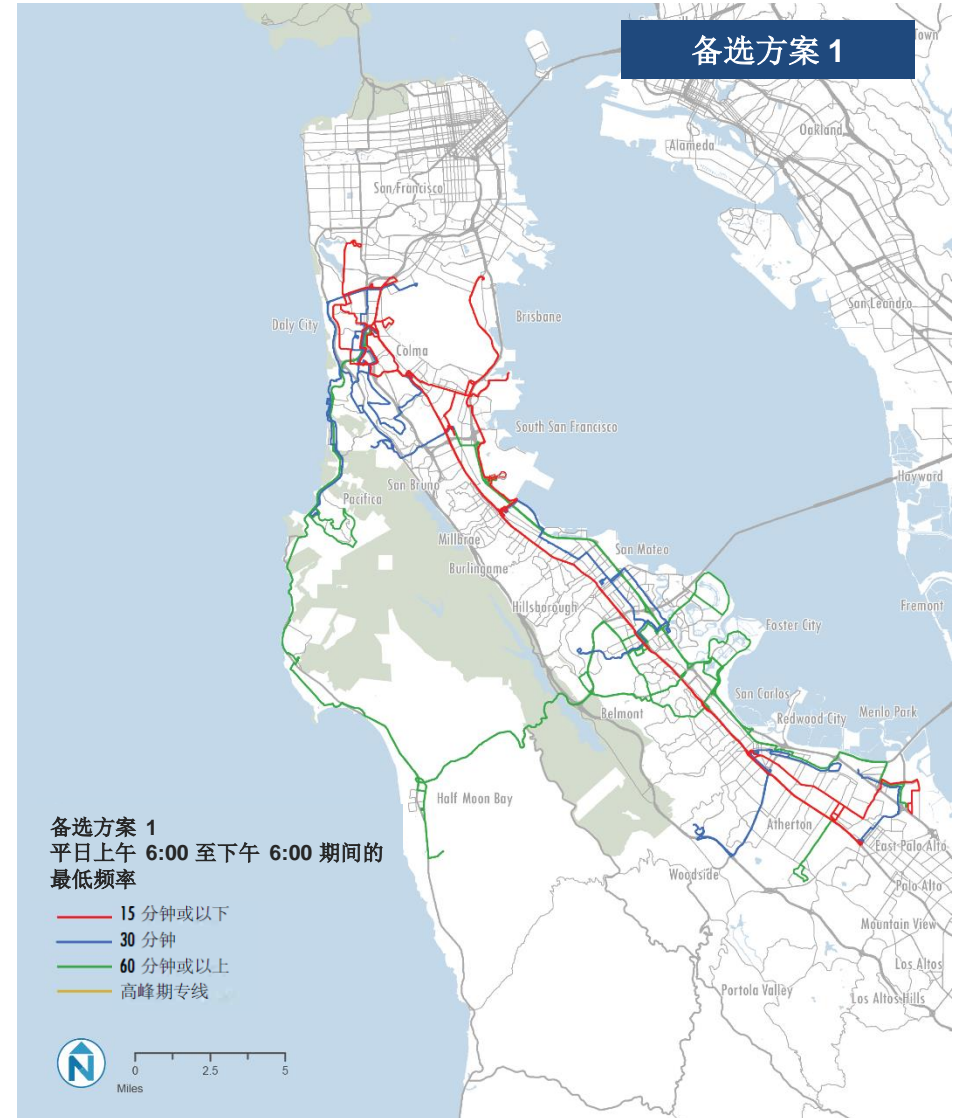 备选方案 1
Town
Oakland
Alameda
San Francisco
San Leandro
Daly City
Brisbane
Colma
South San Francisco
Hayward
San Bruno
Pacifica
Millbrae
San Mateo
Burlingame
Hillsborough
Fremont
Foster City
San Carlos
Belmont
Redwood City
Menlo Park
Half Moon Bay
Atherton
East Palo Alto
Woodside
Palo Alto
Mountain View
Los Altos
Portola Valley
Los Altos Hills
备选方案 1
平日上午 6:00 至下午 6:00 期间的
最低频率
15 分钟或以下
30 分钟
60 分钟或以上
高峰期专线
N
0 2.5 5
Miles